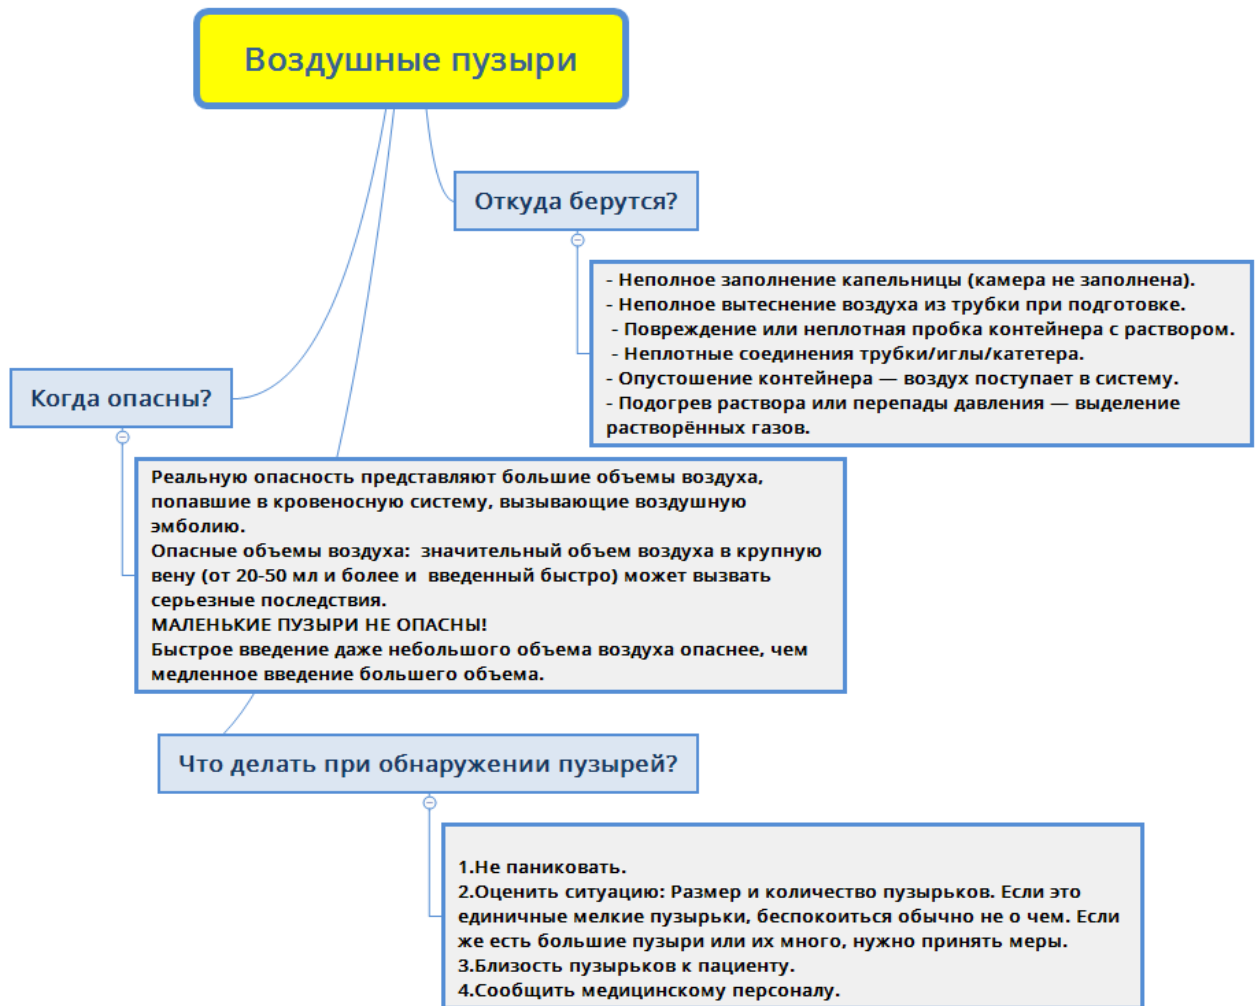 Воздушные пузыри
Откуда берутся?
- Неполное заполнение капельницы (камера не заполнена).
- Неполное вытеснение воздуха из трубки при подготовке.
- Повреждение или неплотная пробка контейнера с раствором.
- Неплотные соединения трубки/иглы/катетера.
- Опустошение контейнера — воздух поступает в систему.
- Подогрев раствора или перепады давления — выделение
растворённых газов.
Когда опасны?
Реальную опасность представляют большие объемы воздуха,
попавшие в кровеносную систему, вызывающие воздушную
эмболию.
Опасные объемы воздуха:  значительный объем воздуха в крупную
вену (от 20-50 мл и более и  введенный быстро) может вызвать
серьезные последствия.
МАЛЕНЬКИЕ ПУЗЫРИ НЕ ОПАСНЫ!
Быстрое введение даже небольшого объема воздуха опаснее, чем
медленное введение большего объема.
Что делать при обнаружении пузырей?
1.Не паниковать.
2.Оценить ситуацию: Размер и количество пузырьков. Если это
единичные мелкие пузырьки, беспокоиться обычно не о чем. Если
же есть большие пузыри или их много, нужно принять меры.
3.Близость пузырьков к пациенту.
4.Сообщить медицинскому персоналу.